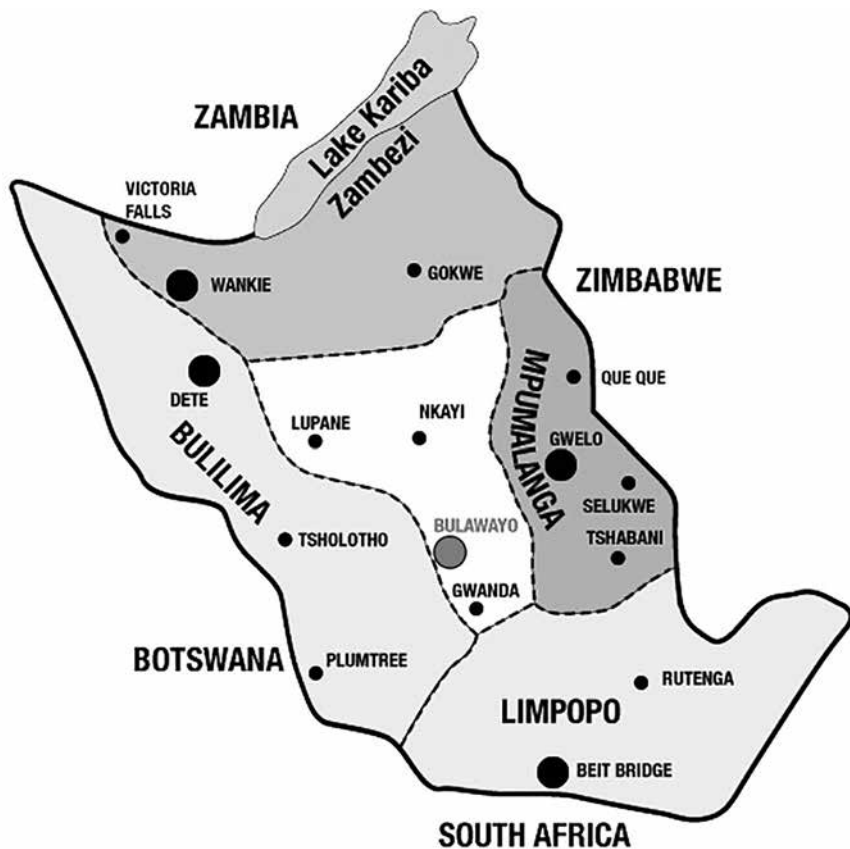 Lake Kariba
ZAMBIA
Zambezi
VICTORIA
FALLS
WANKIE
GOKWE
ZIMBABWE
MPUMALANGA
QUE QUE
DETE
LUPANE
NKAYI
GWELO
BULILIMA
SELUKWE
BULAWAYO
TSHOLOTHO
TSHABANI
GWANDA
BOTSWANA
PLUMTREE
RUTENGA
LIMPOPO
BEIT BRIDGE
SOUTH AFRICA